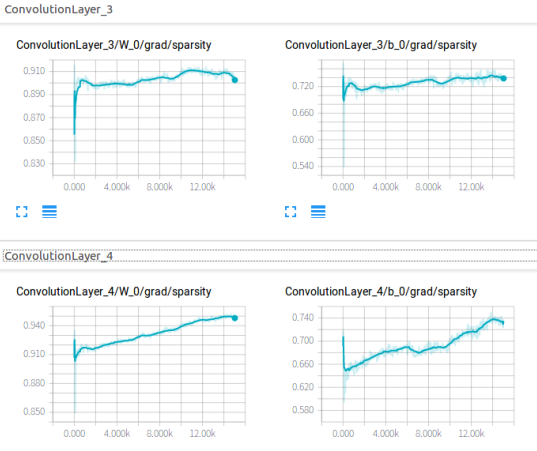 ConvolutionLayer_3
ConvolutionLayer_3/W_0/grad/sparsity
0.910
0.890
0.870
0.850
0.830
0.000 4.000k 8.000k 12.00k
ConvolutionLayer_3/b_0/grad/sparsity
0.720
0.660
0.600
0.540
0.000 4.000k 8.000k 12.00k
ConvolutionLayer_4
ConvolutionLayer_4/W_0/grad/sparsity
0.940
0.910
0.880
0.850
0.000 4.000k 8.000k 12.00k
ConvolutionLayer_4/b_0/grad/sparsity
0.740
0.700
0.660
0.620
0.580
0.000 4.000k 8.000k 12.00k